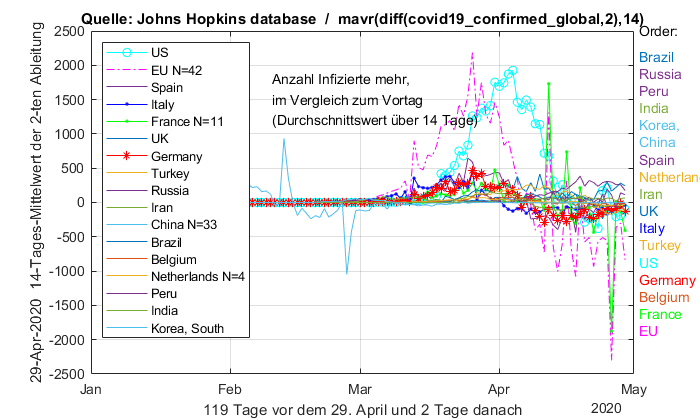 Quelle: Johns Hopkins database / mavr(diff(covid19_confirmed_global,2),14)
29-Apr-2020 14-Tages-Mittelwert der 2-ten Ableitung
2500
2000
1500
1000
500
0
-500
-1000
-1500
-2000
-2500
US
EU N=42
Spain
Italy
France N=11
UK
Germany
Turkey
Russia
Iran
China N=33
Brazil
Belgium
Netherlands N=4
Peru
India
Korea, South
Anzahl Infizierte mehr,
im Vergleich zum Vortag
(Durchschnittswert über 14 Tage)
Order:
Brazil
Russia
Peru
India
Korea,
China
Spain
Netherlan
Iran
UK
Italy
Turkey
US
Germany
Belgium
France
EU
Jan
Feb
Mar
Apr
May
2020
119 Tage vor dem 29. April und 2 Tage danach